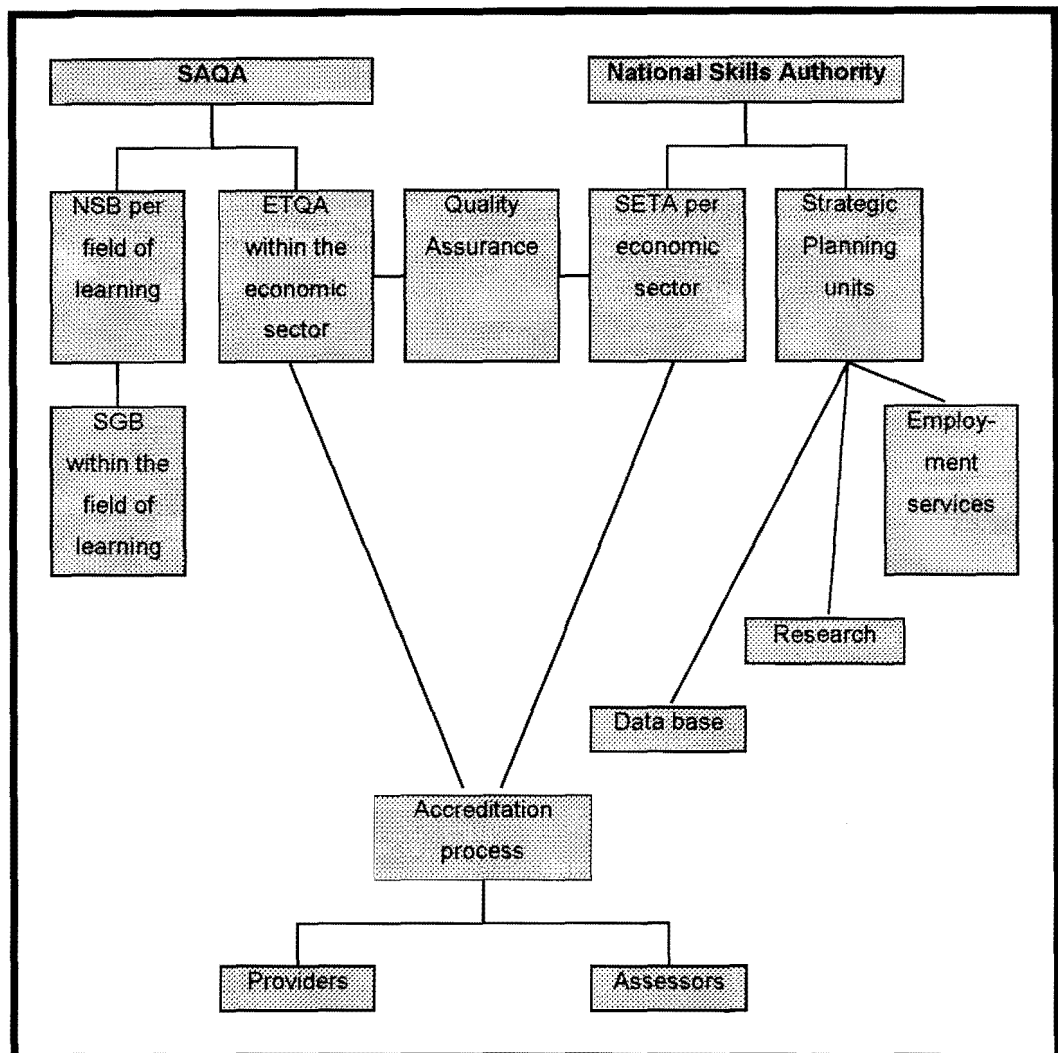 SAQA
National Skills Authority
NSB per
field of
learning
ETQA
within the
economic
sector
Quality
Assurance
SETA per
economic
sector
Strategic
Planning
units
SGB
within the
field of
learning
Employ-
ment
services
Research
Data base
Accreditation
process
Providers
Assessors